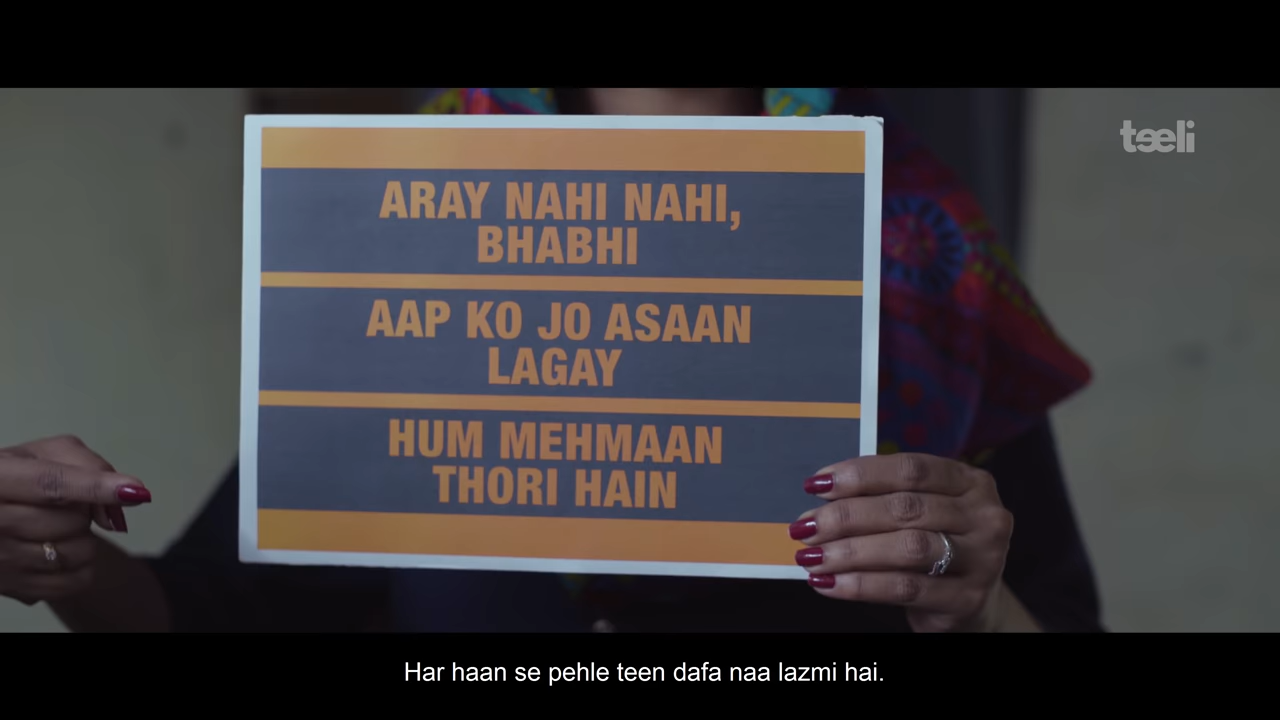 teeli
ARAY NAHI NAHI,
BHABHI
AAP KO JO ASAAN
LAGAY
HUM MEHMAAN
THORI HAIN
Har haan se pehle teen dafa naa lazmi hai.